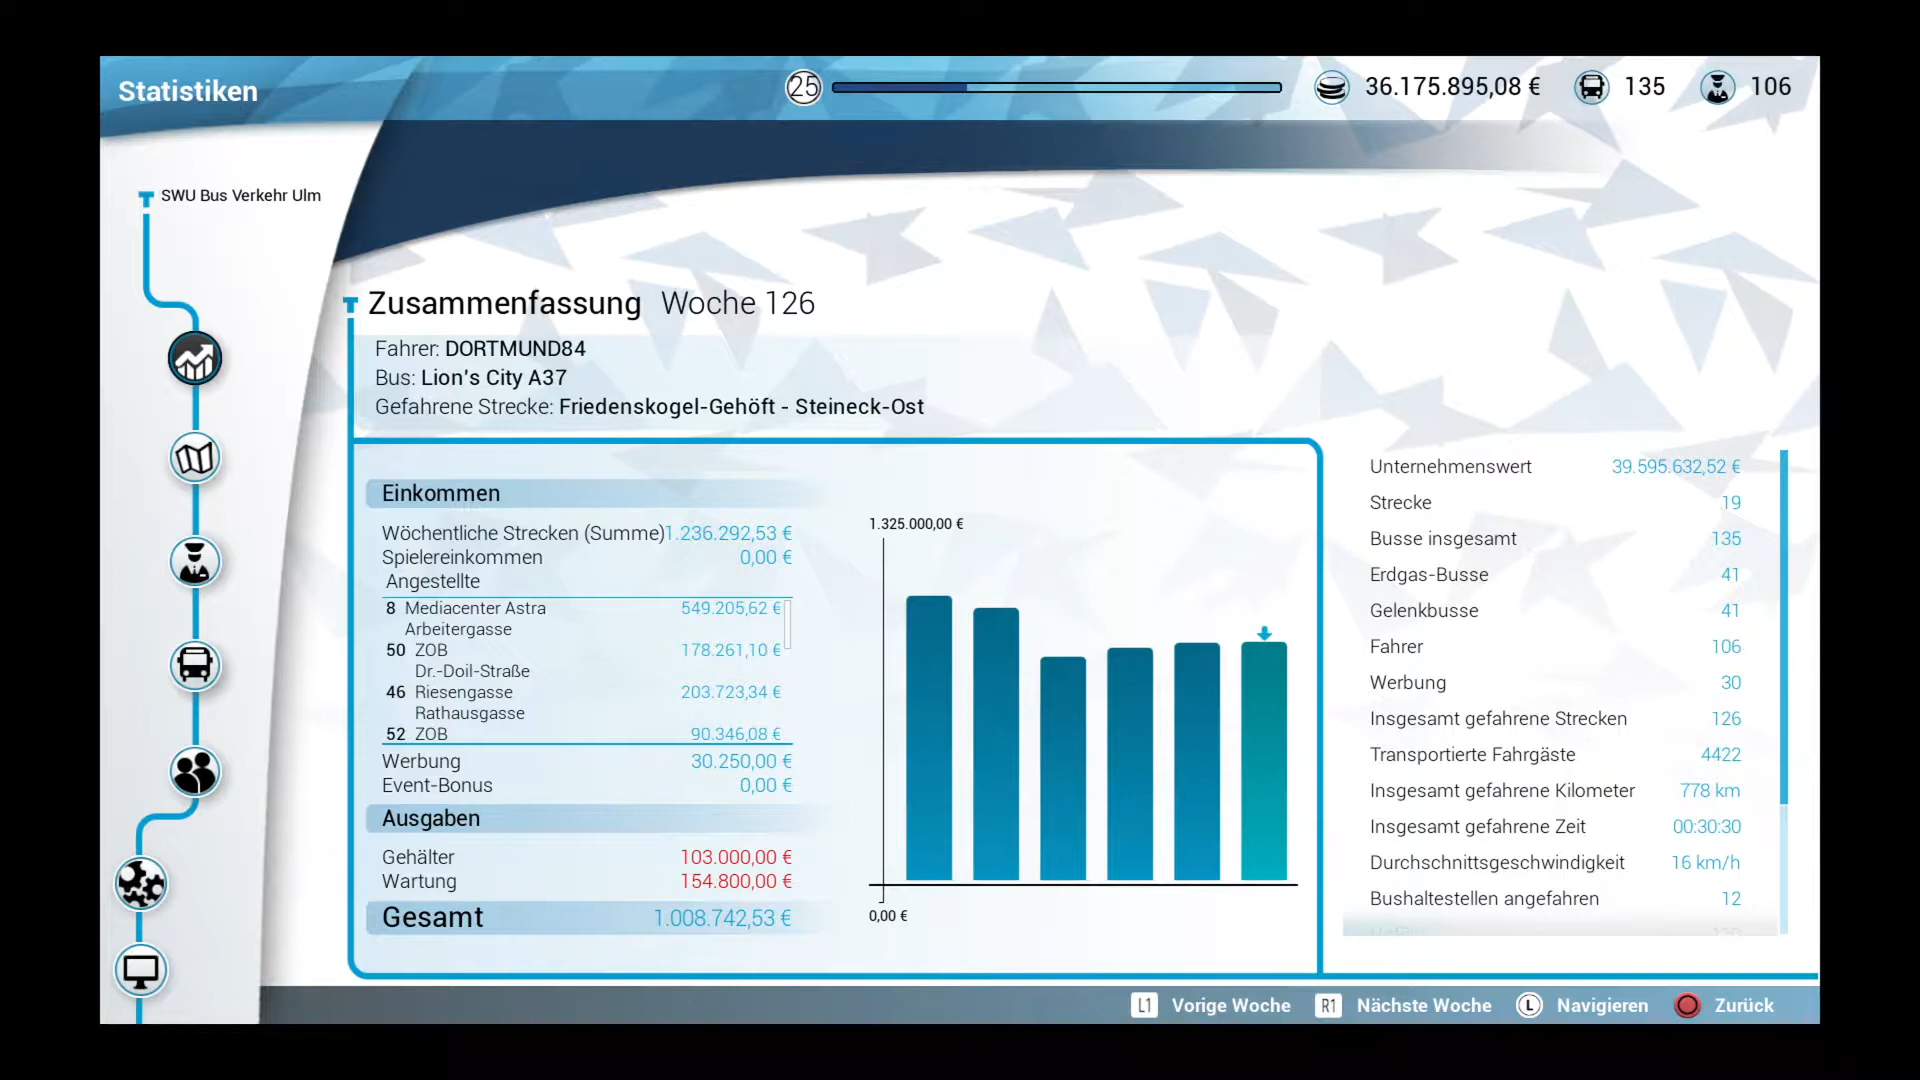 Statistiken
25
36.175.895,08 €
135
106
SWU Bus Verkehr Ulm
Zusammenfassung Woche 126
Fahrer: DORTMUND84
Bus: Lion's City A37
Gefahrene Strecke: Friedenskogel-Gehöft - Steineck-Ost
Einkommen
Wöchentliche Strecken (Summe) 1.236.292,53 €
Spielereinkommen 0,00 €
Angestellte
8 Mediacenter Astra 549.205,62 €
Arbeitergasse
50 ZOB 178.261,10 €
Dr.-Doil-Straße
46 Riesengasse 203.723,34 €
Rathausgasse
52 ZOB 90.346,08 €
Werbung 30.250,00 €
Event-Bonus 0,00 €
Ausgaben
Gehälter 103.000,00 €
Wartung 154.800,00 €
Gesamt 1.008.742,53 €
1.325.000,00 €
0,00 €
Unternehmenswert 39.595.632,52 €
Strecke 19
Busse insgesamt 135
Erdgas-Busse 41
Gelenkbusse 41
Fahrer 106
Werbung 30
Insgesamt gefahrene Strecken 126
Transportierte Fahrgäste 4422
Insgesamt gefahrene Kilometer 778 km
Insgesamt gefahrene Zeit 00:30:30
Durchschnittsgeschwindigkeit 16 km/h
Bushaltestellen angefahren 12
L1 Vorige Woche R1 Nächste Woche L Navigieren Zurück